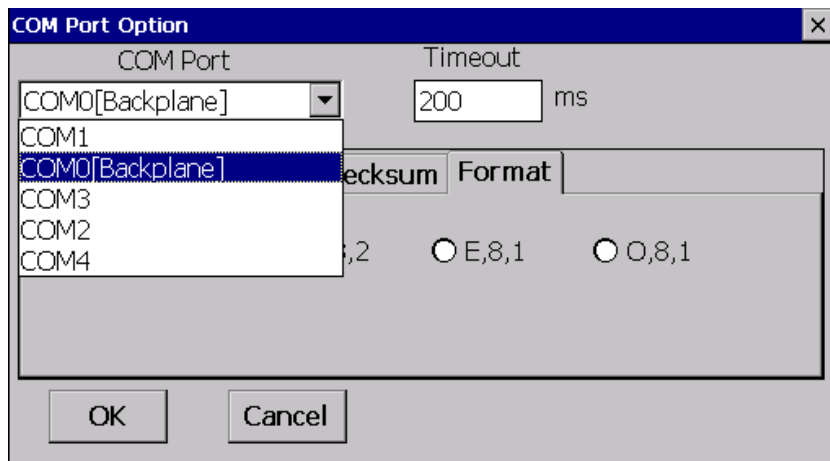 COM Port Option
COM Port Timeout
COM0[Backplane] 200 ms
COM1
COM0[Backplane]
COM3
COM2
COM4
Format
,2 E,8,1 O,8,1
OK Cancel